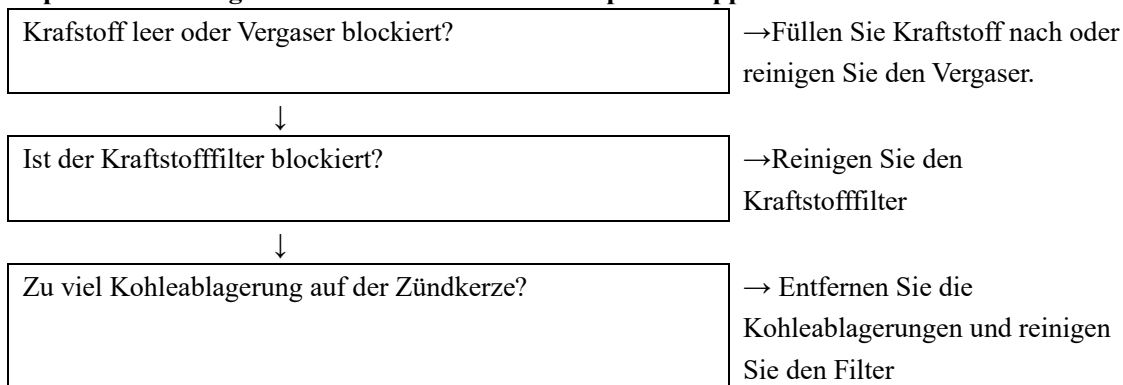 Krafstoff leer oder Vergaser blockiert?
→Füllen Sie Kraftstoff nach oder
reinigen Sie den Vergaser.
↓
Ist der Kraftstofffilter blockiert?
→Reinigen Sie den
Kraftstofffilter
↓
Zu viel Kohleablagerung auf der Zündkerze?
→ Entfernen Sie die
Kohleablagerungen und reinigen
Sie den Filter